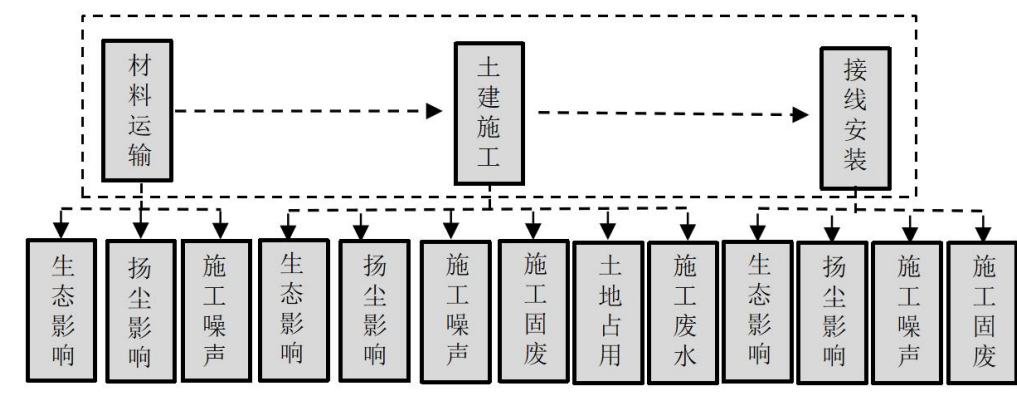 材料运输
土建施工
接线安装
生态影响
扬尘影响
施工噪声
生态影响
扬尘影响
施工噪声
施工固废
土地占用
施工废水
生态影响
扬尘影响
施工噪声
施工固废